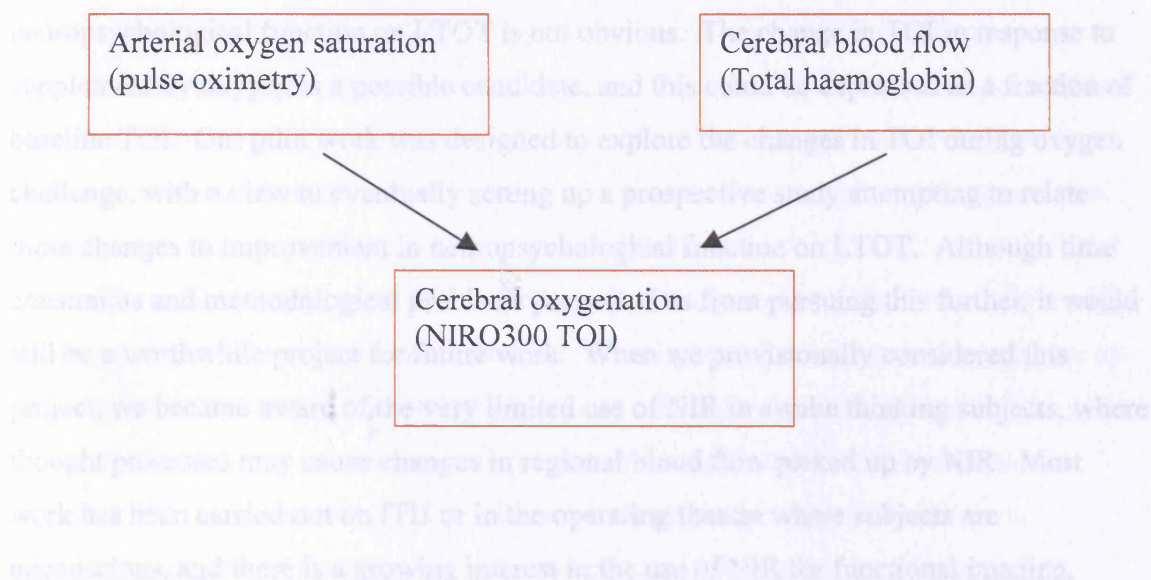 Arterial oxygen saturation
(pulse oximetry)
Cerebral blood flow
(Total haemoglobin)
Cerebral oxygenation
(NIRO300 TOI)
neuropsychological function on LTOT is not obvious. The change in TOI in response to
supplementary oxygen is a possible candidate, and this could be expressed as a fraction of
baseline TOI. Our pilot work was designed to explore the changes in TOI during oxygen
challenge, with a view to eventually setting up a prospective study attempting to relate
these changes to improvement in neuropsychological function on LTOT. Although time
constraints and methodological from pursuing this further, it would
still be a worthwhile project for future work. When we provisionally considered this
project, we became aware of the very limited use of NIR in awake thinking subjects, where
thought processes may cause changes in regional blood flow picked up by NIR. Most
work has been carried out on ITU or in the operating theatre where subjects are
unconscious, and there is a growing interest in the use of NIR for functional imaging,